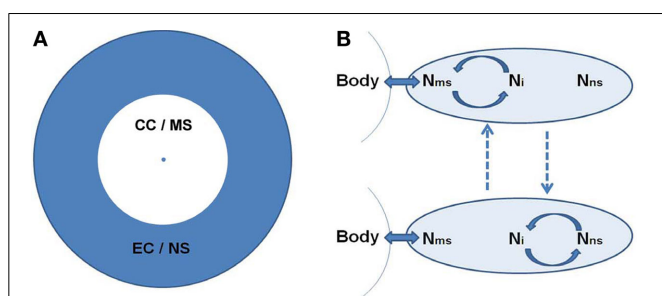 A
CC / MS
EC / NS
B
Body Nms Ni Nns
Body Nms Ni Nns